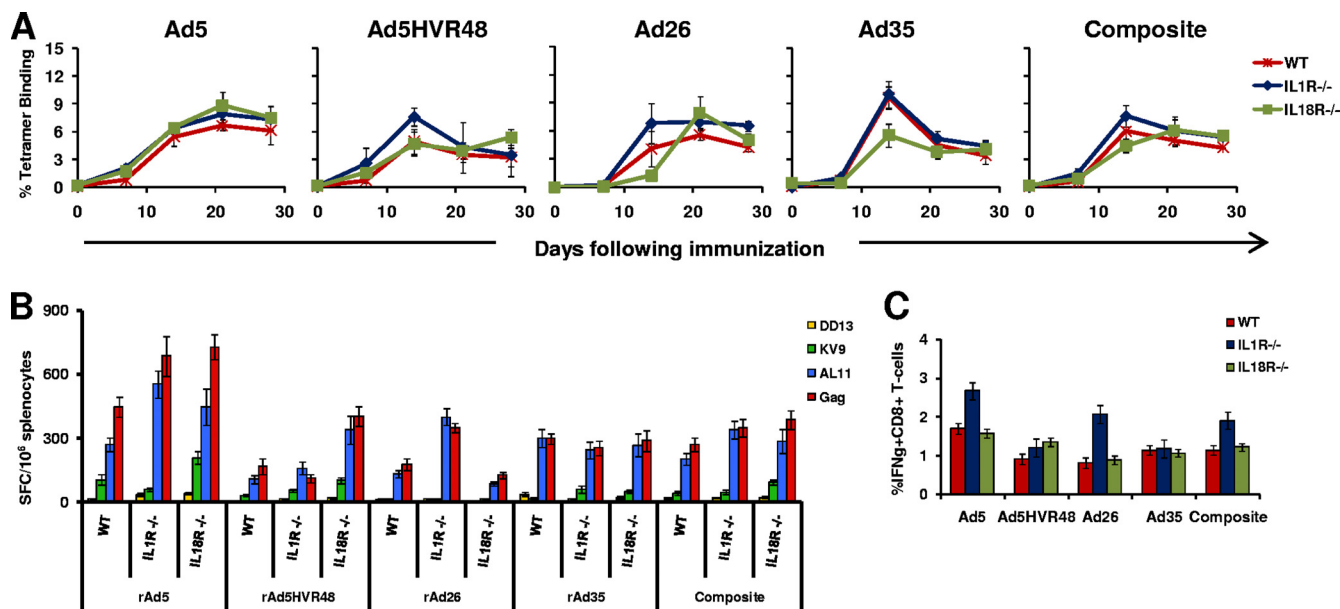 A
Ad5
Ad5HVR48
Ad26
Ad35
Composite
% Tetramer Binding
15
12
9
6
3
0
0 10 20 30
0 10 20 30
0 10 20 30
0 10 20 30
0 10 20 30
WT
IL1R-/-
IL18R-/-
Days following immunization
B
SFC/10⁶ splenocytes
900
600
300
0
DD13
KV9
AL11
Gag
WT IL1R -/- IL18R -/- WT IL1R -/- IL18R -/- WT IL1R -/- IL18R -/- WT IL1R -/- IL18R -/- WT IL1R -/- IL18R -/-
rAd5 rAd5HVR48 rAd26 rAd35 Composite
C
%IFNg+CD8+ T-cells
4
3
2
1
0
WT
IL1R-/-
IL18R-/-
Ad5 Ad5HVR48 Ad26 Ad35 Composite